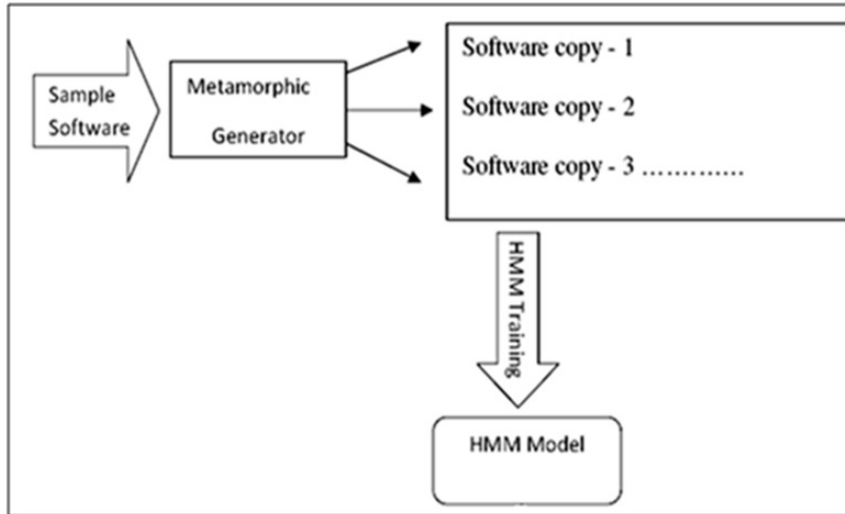 Sample
Software
Metamorphic
Generator
Software copy - 1
Software copy - 2
Software copy - 3 .............
HMM Training
HMM Model